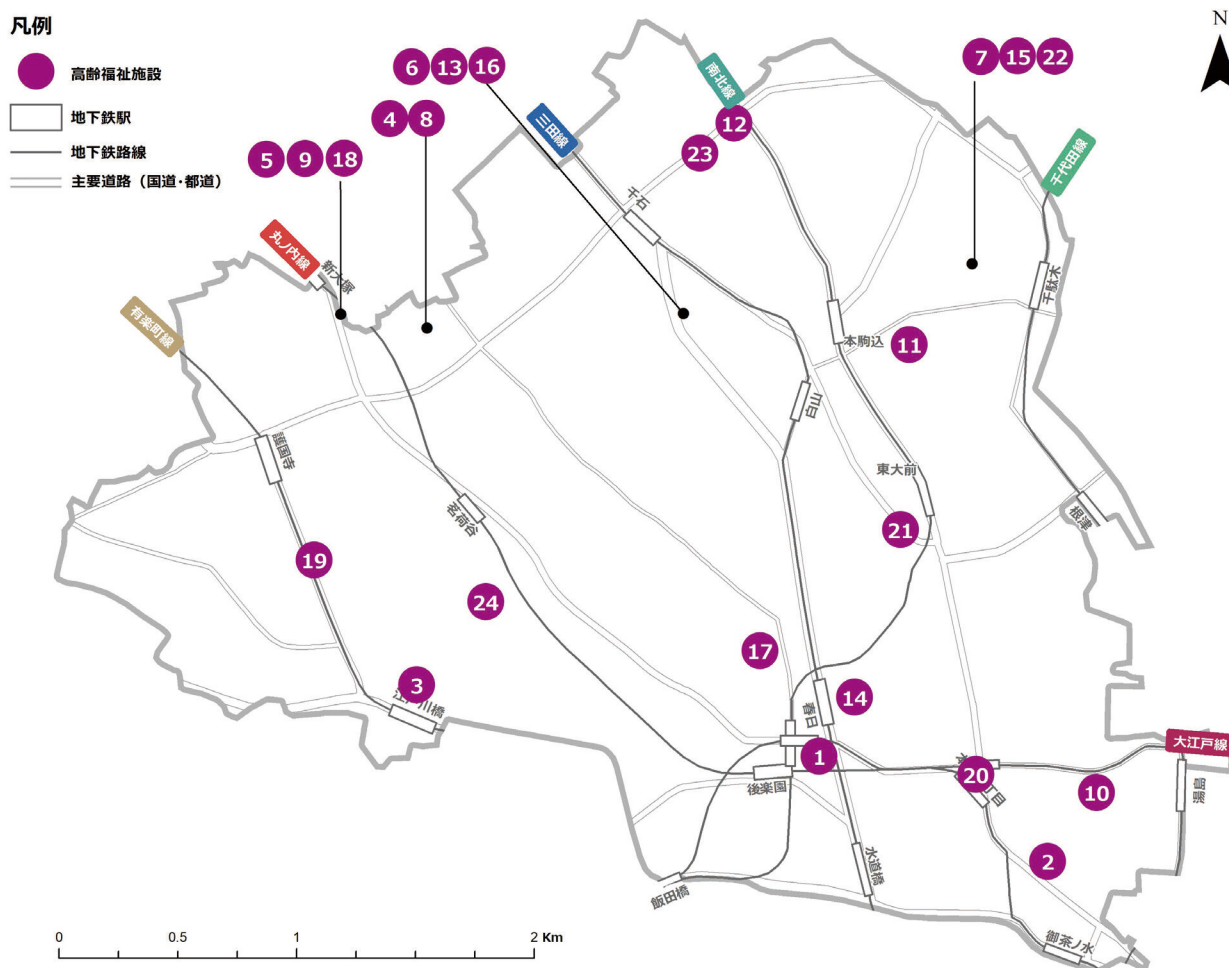 凡例
高齢福祉施設
地下鉄駅
地下鉄路線
主要道路（国道・都道）
N
6 13 16
7 15 22
4 8
5 9 18
南北線
12
23
三田線
千石
千代田線
千駄木
丸ノ内線
新大塚
有楽町線
本駒込
11
白山
護国寺
茗荷谷
東大前
21
根津
19
24
17
3
江戸川橋
14
春日
1
後楽園
大江戸線
20
本 目
10
湯島
2
水道橋
飯田橋
御茶ノ水
0 0.5 1 2 Km